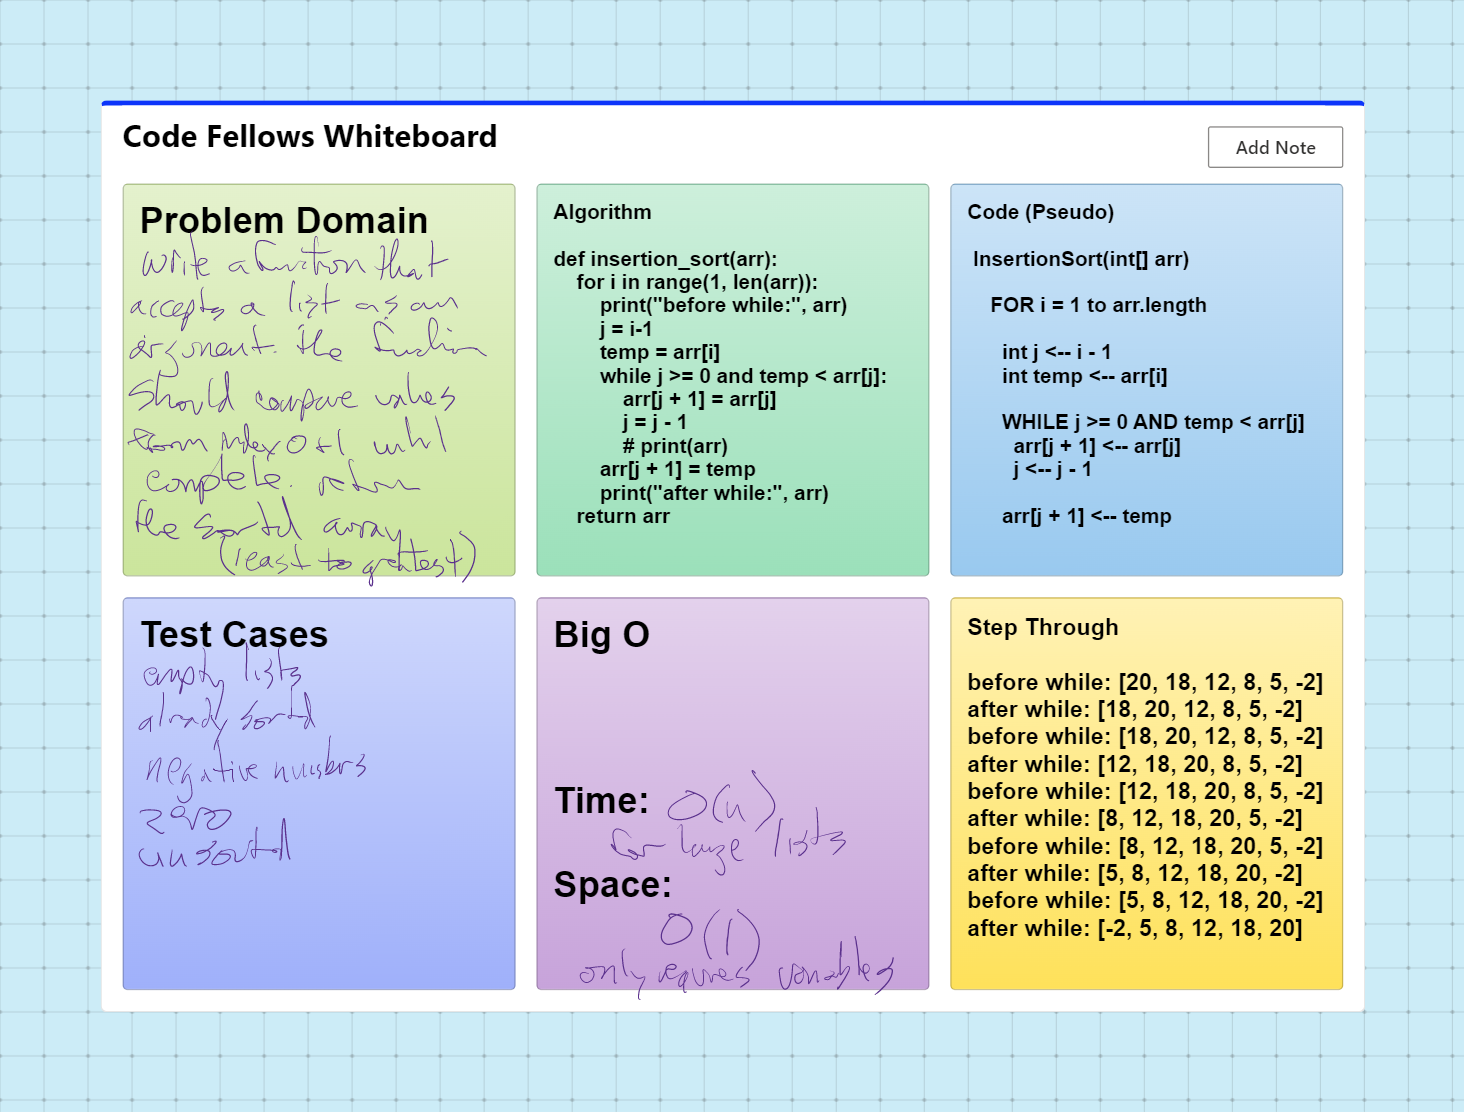 Code Fellows Whiteboard
Add Note
Problem Domain
write a function that
accepts a list as an
argument. the function
should compare values
from index 0 + 1 until
complete. return
the sorted array
(least to greatest)
Algorithm
def insertion_sort(arr):
for i in range(1, len(arr)):
print("before while:", arr)
j = i-1
temp = arr[i]
while j >= 0 and temp < arr[j]:
arr[j + 1] = arr[j]
j = j - 1
# print(arr)
arr[j + 1] = temp
print("after while:", arr)
return arr
Code (Pseudo)
InsertionSort(int[] arr)
FOR i = 1 to arr.length
int j <-- i - 1
int temp <-- arr[i]
WHILE j >= 0 AND temp < arr[j]
arr[j + 1] <-- arr[j]
j <-- j - 1
arr[j + 1] <-- temp
Test Cases
empty lists
already sorted
negative numbers
zero
unsorted
Big O
Time: O(n)
for large lists
Space:
O(1)
only requires variables
Step Through
before while: [20, 18, 12, 8, 5, -2]
after while: [18, 20, 12, 8, 5, -2]
before while: [18, 20, 12, 8, 5, -2]
after while: [12, 18, 20, 8, 5, -2]
before while: [12, 18, 20, 8, 5, -2]
after while: [8, 12, 18, 20, 5, -2]
before while: [8, 12, 18, 20, 5, -2]
after while: [5, 8, 12, 18, 20, -2]
before while: [5, 8, 12, 18, 20, -2]
after while: [-2, 5, 8, 12, 18, 20]